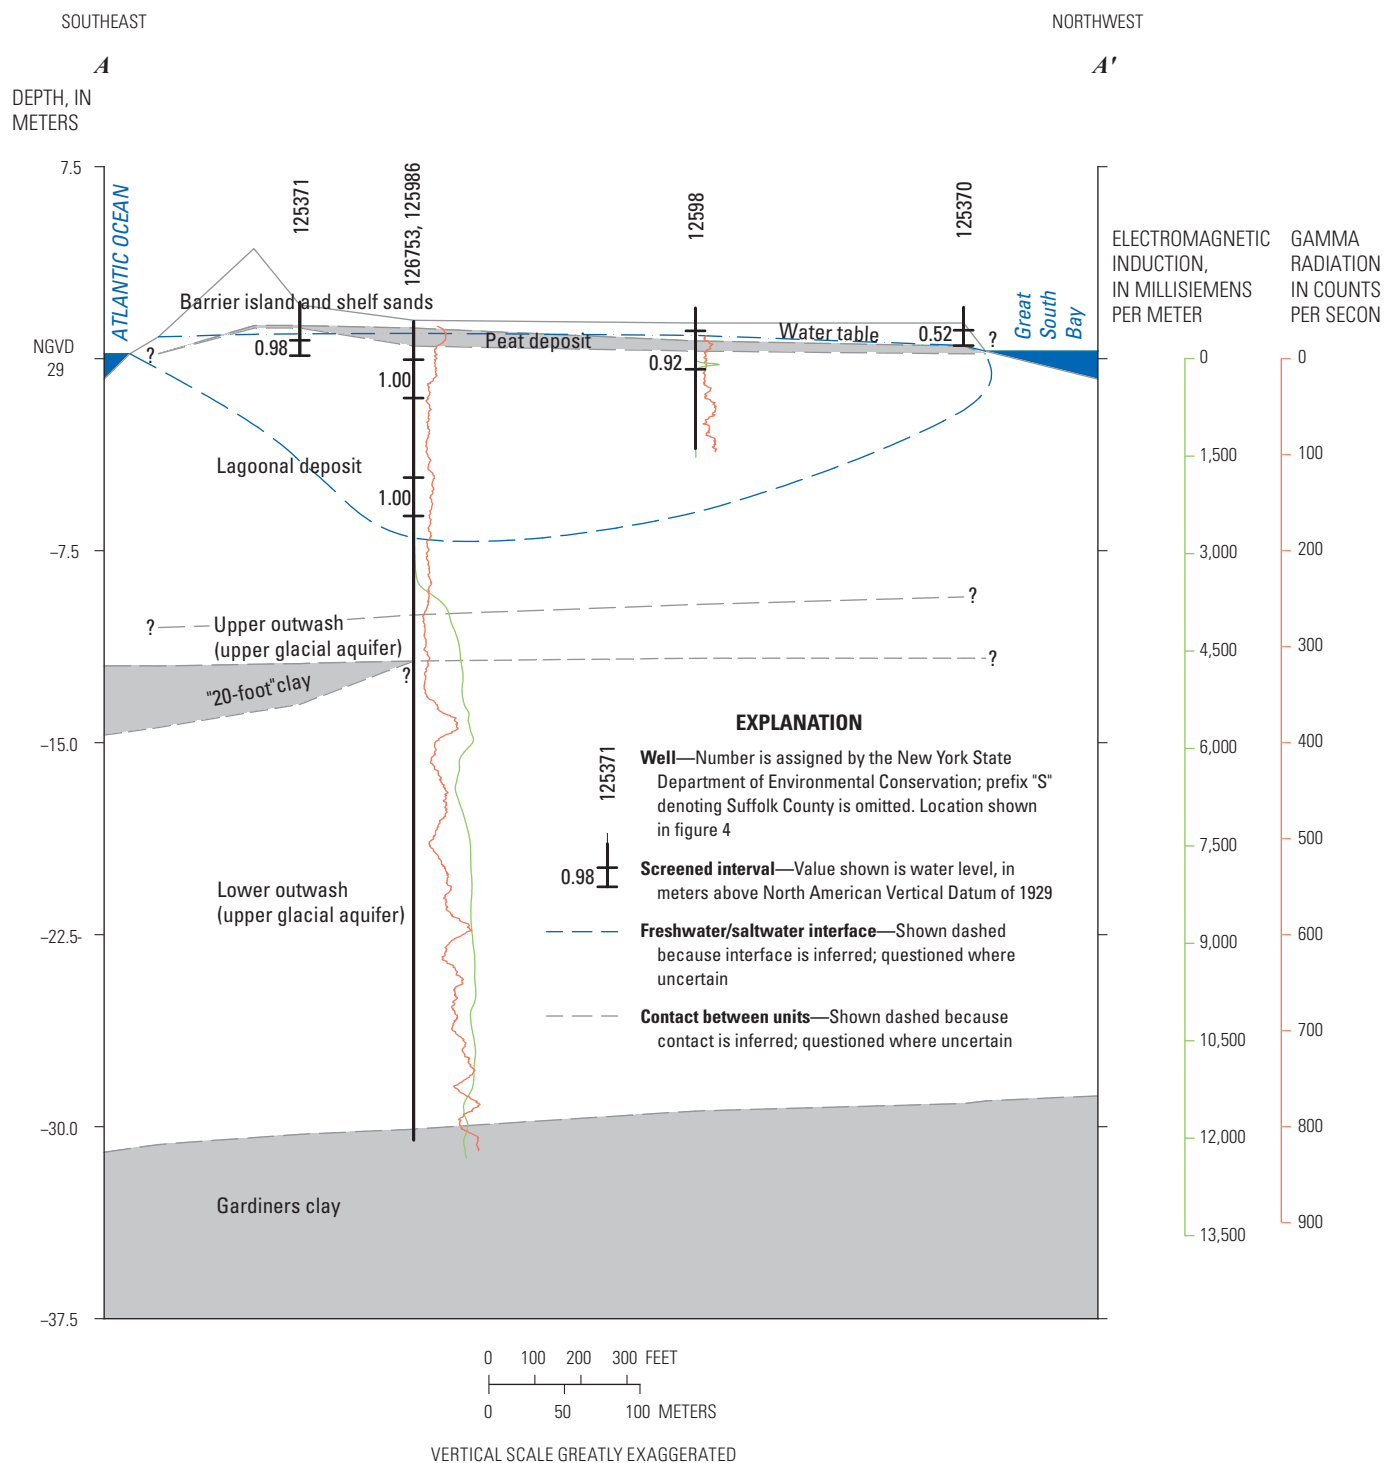 SOUTHEAST
NORTHWEST
A
A'
DEPTH, IN
METERS
7.5
NGVD
29
–7.5
–15.0
–22.5-
–30.0
–37.5
ATLANTIC OCEAN
125371
126753, 125986
12598
125370
Great
South
Bay
ELECTROMAGNETIC
INDUCTION,
IN MILLISIEMENS
PER METER
GAMMA
RADIATION
IN COUNTS
PER SECON
Barrier island and shelf sands
Peat deposit
Water table
?
?
0.98
1.00
0.92
0.52
1.00
Lagoonal deposit
?
?
Upper outwash
(upper glacial aquifer)
?
?
"20-foot" clay
Lower outwash
(upper glacial aquifer)
Gardiners clay
EXPLANATION
125371
Well—Number is assigned by the New York State
Department of Environmental Conservation; prefix "S"
denoting Suffolk County is omitted. Location shown
in figure 4
0.98
Screened interval—Value shown is water level, in
meters above North American Vertical Datum of 1929
Freshwater/saltwater interface—Shown dashed
because interface is inferred; questioned where
uncertain
Contact between units—Shown dashed because
contact is inferred; questioned where uncertain
0
1,500
3,000
4,500
6,000
7,500
9,000
10,500
12,000
13,500
0
100
200
300
400
500
600
700
800
900
0 100 200 300 FEET
0 50 100 METERS
VERTICAL SCALE GREATLY EXAGGERATED